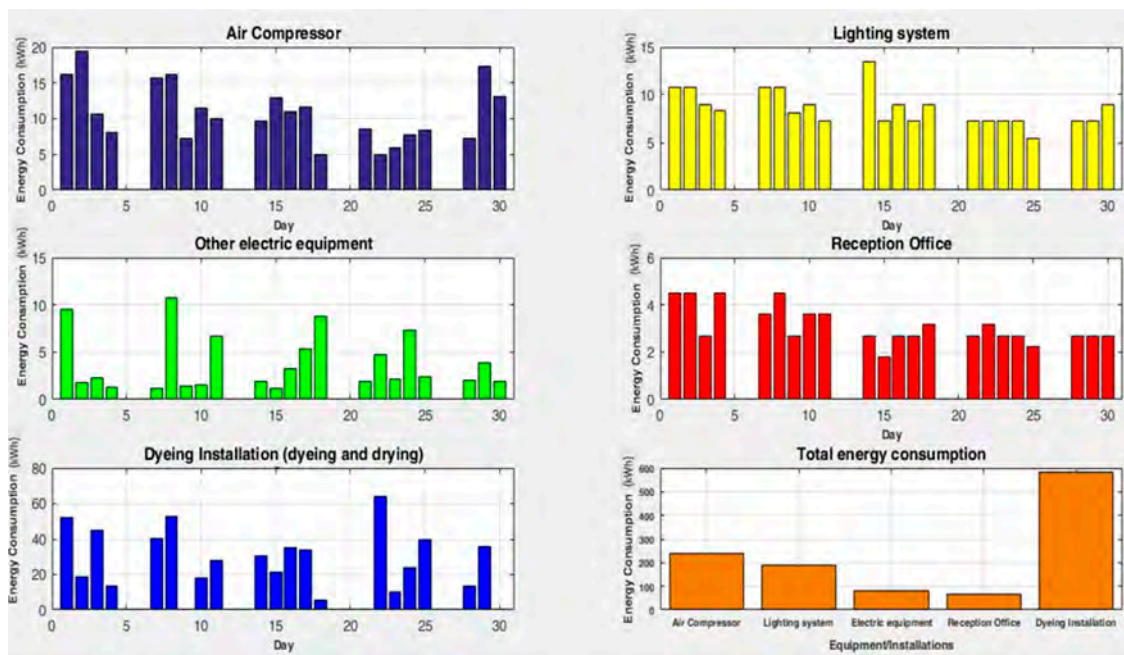 Air Compressor
Energy Consumption (kWh)
20
15
10
5
0
0 5 10 15 20 25 30
Day
Lighting system
Energy Consumption (kWh)
15
10
5
0
0 5 10 15 20 25 30
Day
Other electric equipment
Energy Consmption (kWh)
15
10
5
0
0 5 10 15 20 25 30
Day
Reception Office
Energy Consumption (kWh)
6
4
2
0
0 5 10 15 20 25 30
Day
Dyeing Installation (dyeing and drying)
Energy Consumption (kWh)
80
60
40
20
0
0 5 10 15 20 25 30
Day
Total energy consumption
Energy Consumption (kWh)
600
500
400
300
200
100
0
Air Compressor Lighting system Electric equipment Reception Office Dyeing Installation
Equipment/Installations